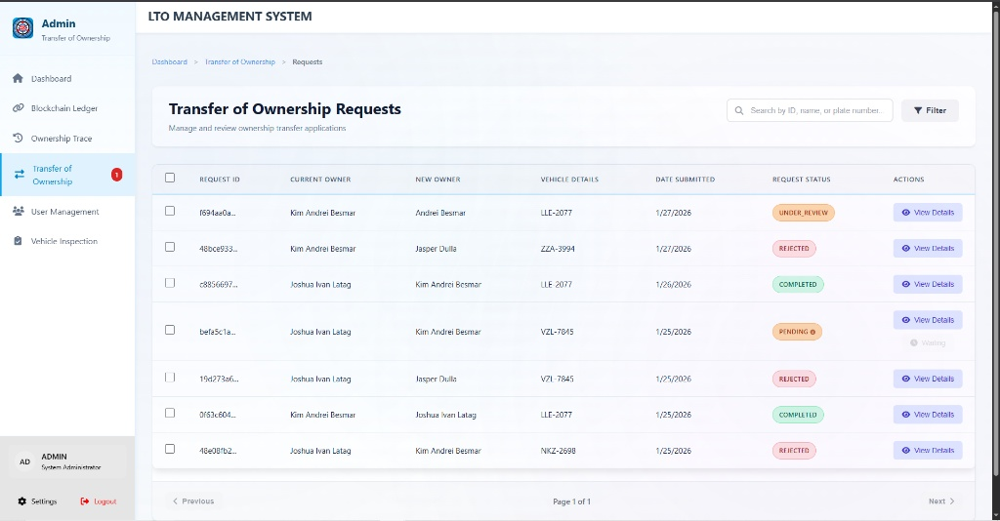 LTO MANAGEMENT SYSTEM
Admin
Transfer of Ownership
Dashboard
Blockchain Ledger
Ownership Trace
Transfer of
Ownership
1
User Management
Vehicle Inspection
AD
ADMIN
System Administrator
Settings
Logout
Dashboard > Transfer of Ownership > Requests
Transfer of Ownership Requests
Manage and review ownership transfer applications
Search by ID, name, or plate number...
Filter
REQUEST ID CURRENT OWNER NEW OWNER VEHICLE DETAILS DATE SUBMITTED REQUEST STATUS ACTIONS
f694aa0a... Kim Andrei Besmar Andrei Besmar LLE-2077 1/27/2026 UNDER_REVIEW View Details
48bce933... Kim Andrei Besmar Jasper Dulla ZZA-3994 1/27/2026 REJECTED View Details
c8856697... Joshua Ivan Latag Kim Andrei Besmar LLE-2077 1/26/2026 COMPLETED View Details
befa5c1a... Joshua Ivan Latag Kim Andrei Besmar VZL-7845 1/25/2026 PENDING View Details
Waiting
19d273a6... Joshua Ivan Latag Jasper Dulla VZL-7845 1/25/2026 REJECTED View Details
0f63c604... Kim Andrei Besmar Joshua Ivan Latag LLE-2077 1/25/2026 COMPLETED View Details
48e08fb2... Joshua Ivan Latag Kim Andrei Besmar NKZ-2698 1/25/2026 REJECTED View Details
Previous
Page 1 of 1
Next